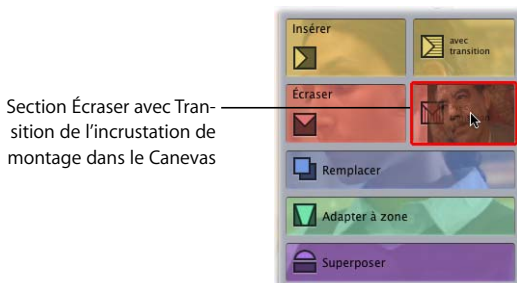 Insérer
avec
transition
Écraser
Section Écraser avec Tran-
sition de l'incrustation de
montage dans le Canevas
Remplacer
Adapter à zone
Superposer